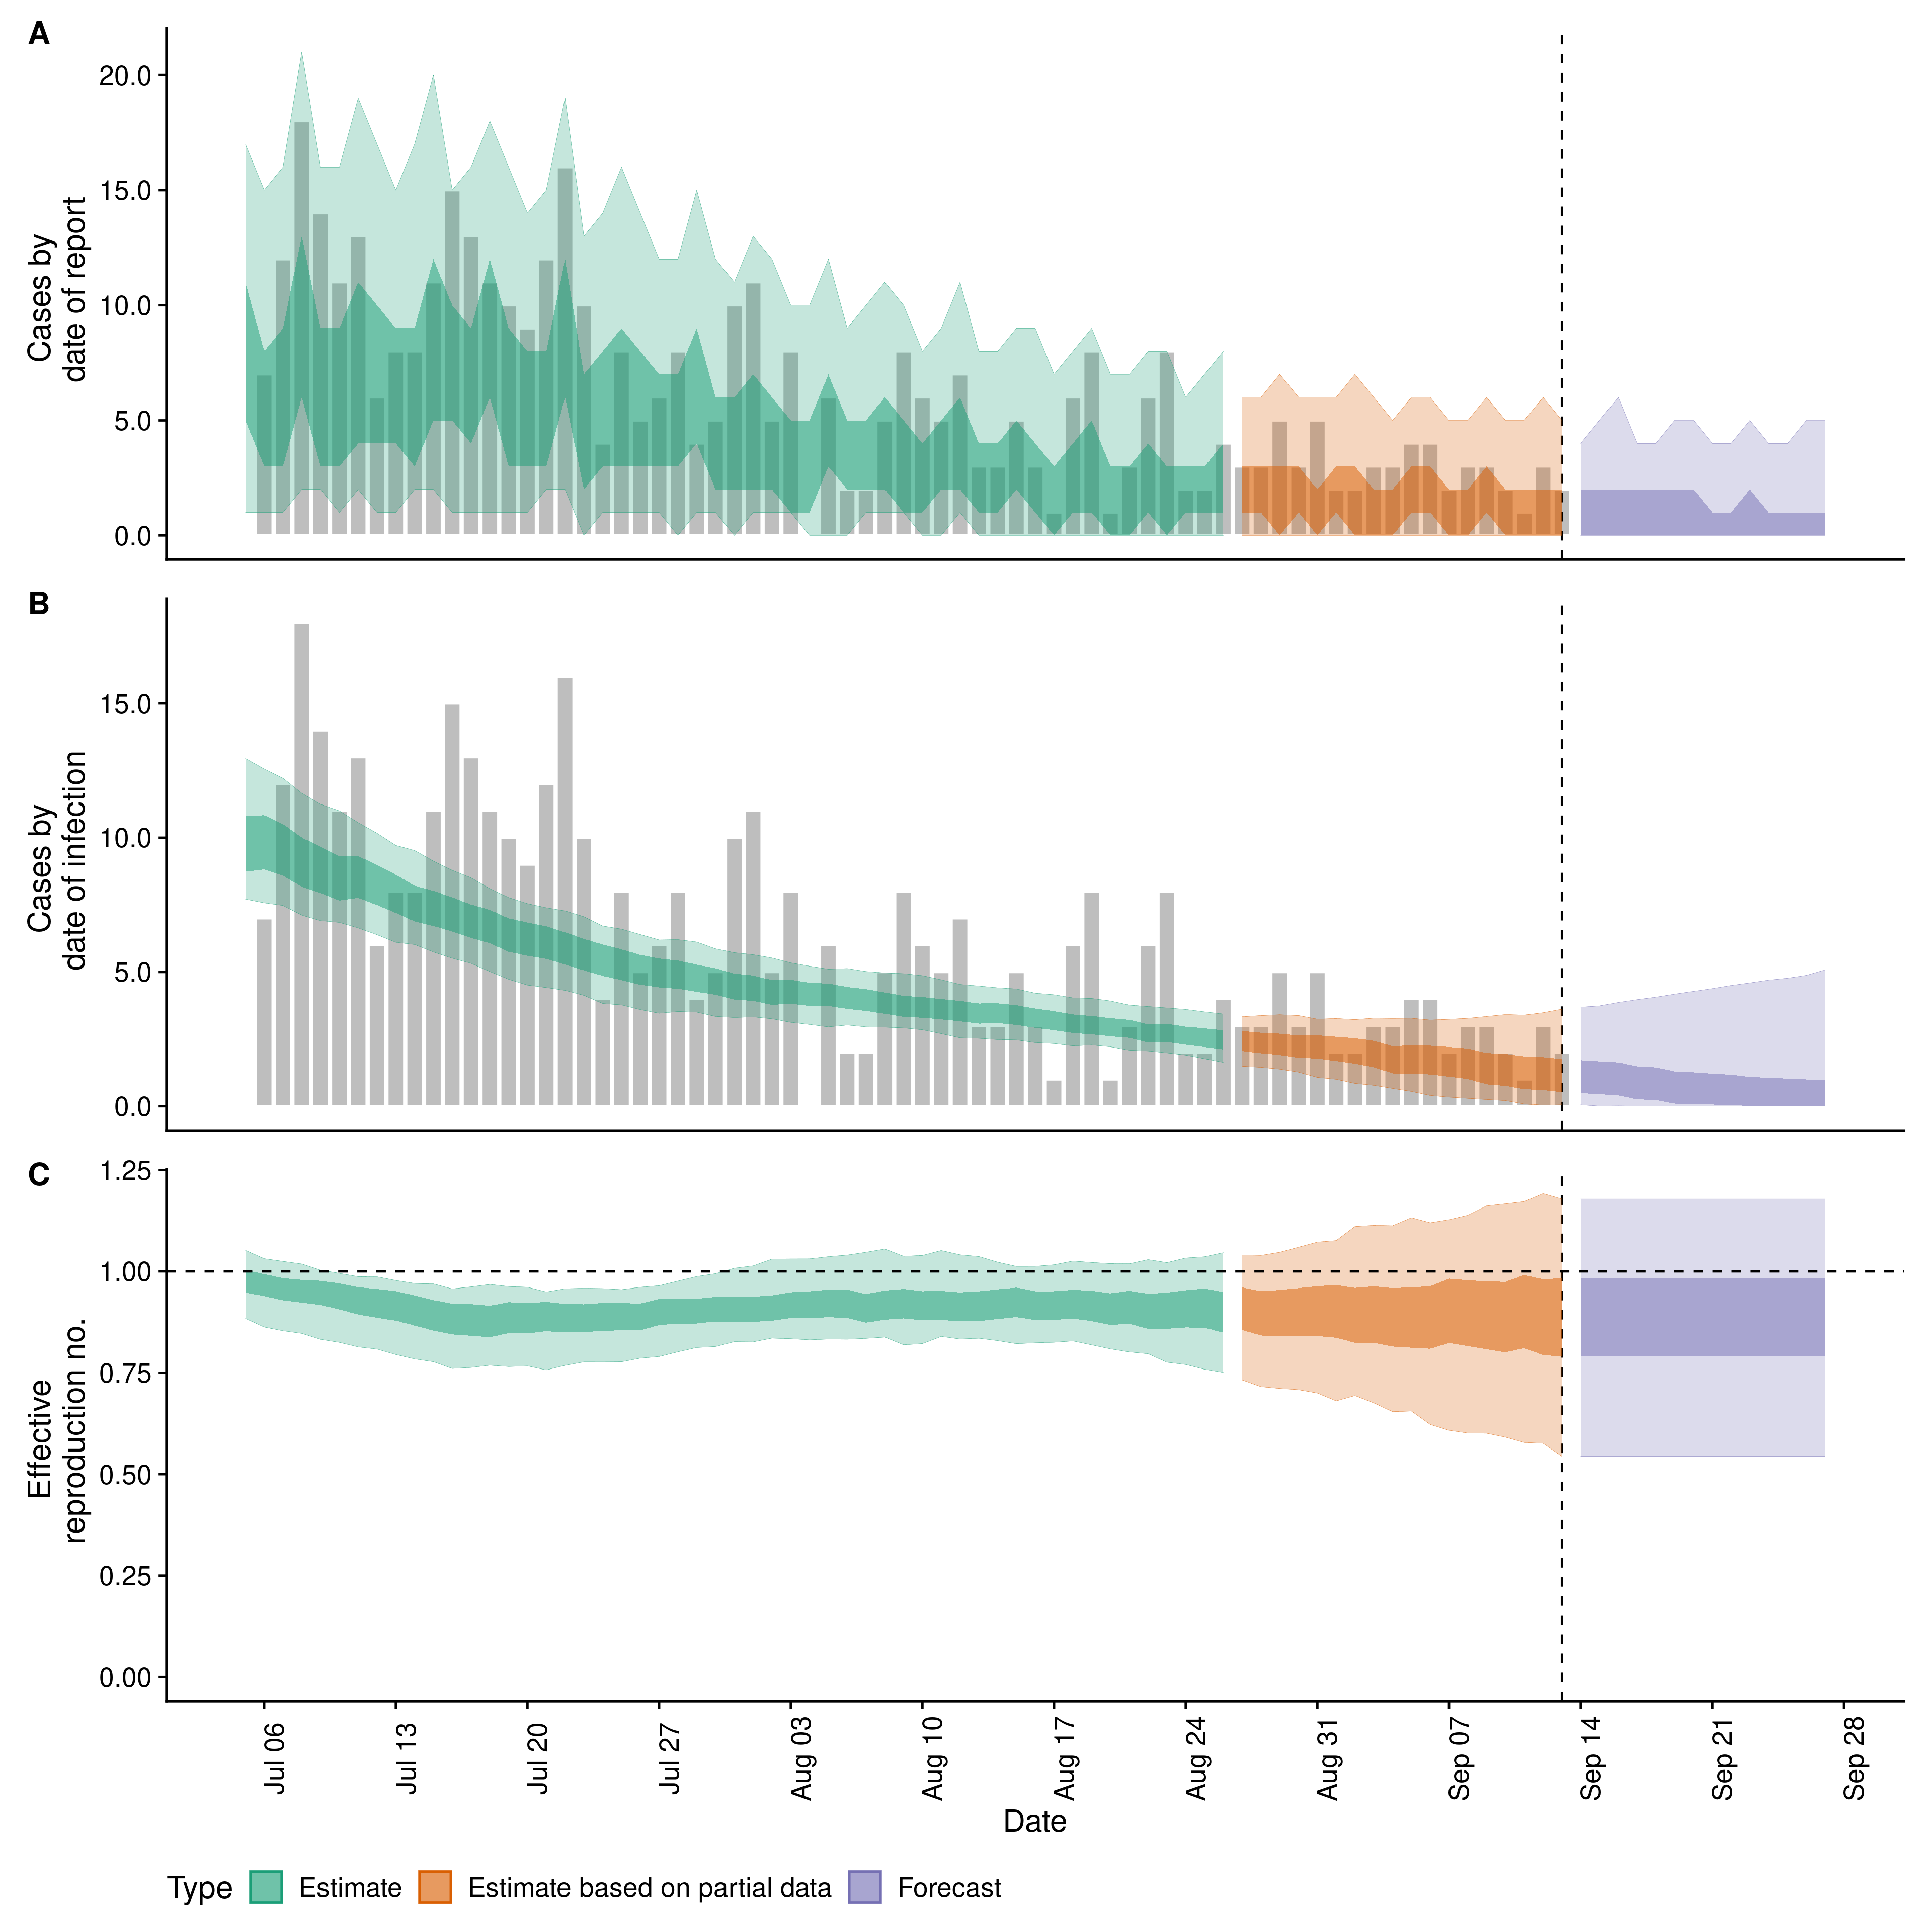 A
Cases by
date of report
20.0
15.0
10.0
5.0
0.0
B
Cases by
date of infection
15.0
10.0
5.0
0.0
C
Effective
reproduction no.
1.25
1.00
0.75
0.50
0.25
0.00
Jul 06
Jul 13
Jul 20
Jul 27
Aug 03
Aug 10
Aug 17
Aug 24
Aug 31
Sep 07
Sep 14
Sep 21
Sep 28
Date
Type Estimate Estimate based on partial data Forecast